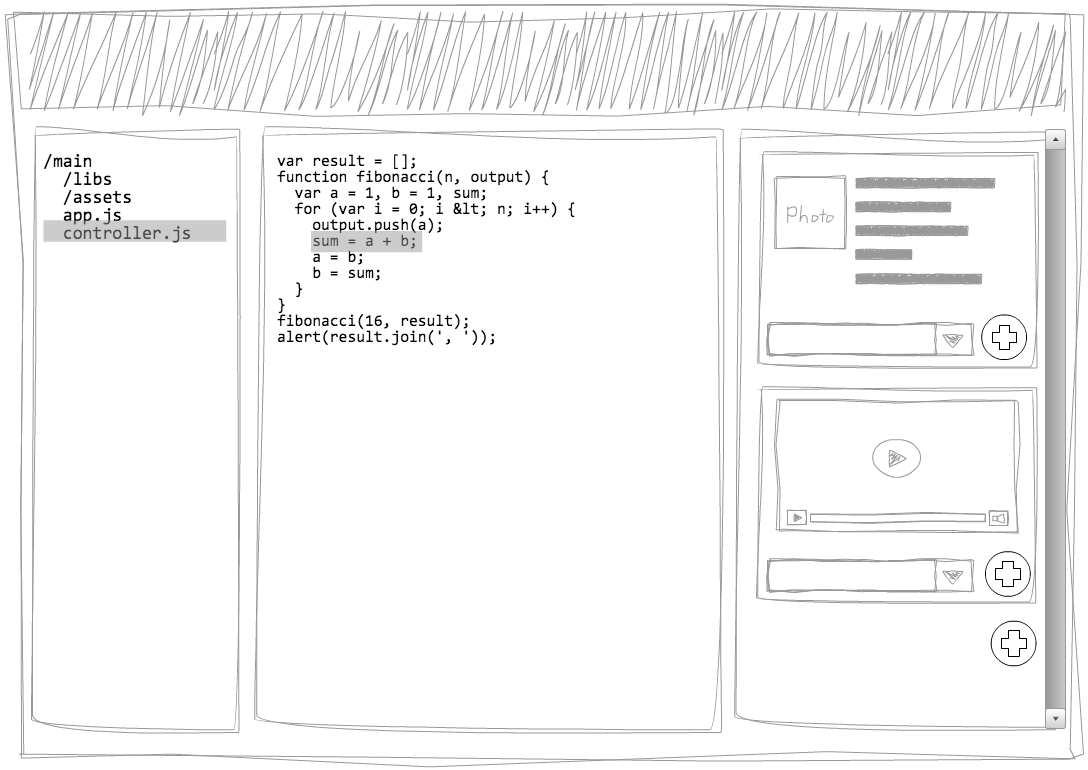 /main
/libs
/assets
app.js
controller.js
var result = [];
function fibonacci(n, output) {
var a = 1, b = 1, sum;
for (var i = 0; i &lt; n; i++) {
output.push(a);
sum = a + b;
a = b;
b = sum;
}
}
fibonacci(16, result);
alert(result.join(', '));
Photo